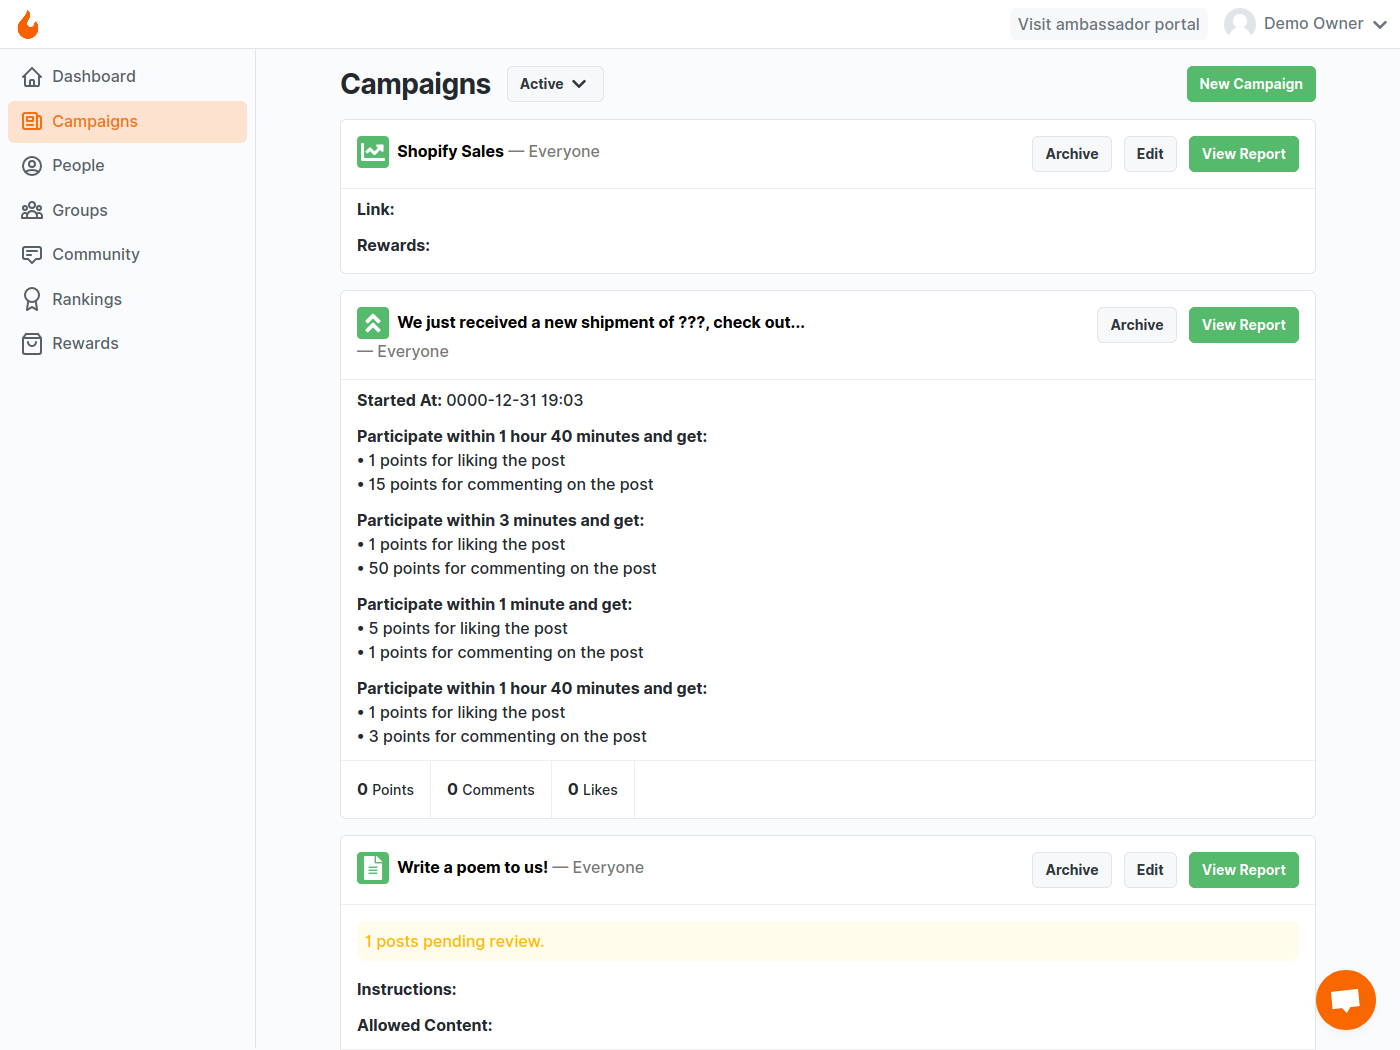 Visit ambassador portal
Demo Owner
Dashboard
Campaigns
People
Groups
Community
Rankings
Rewards
Campaigns
Active
New Campaign
Shopify Sales — Everyone
Archive
Edit
View Report
Link:
Rewards:
We just received a new shipment of ???, check out...
— Everyone
Archive
View Report
Started At: 0000-12-31 19:03
Participate within 1 hour 40 minutes and get:
• 1 points for liking the post
• 15 points for commenting on the post
Participate within 3 minutes and get:
• 1 points for liking the post
• 50 points for commenting on the post
Participate within 1 minute and get:
• 5 points for liking the post
• 1 points for commenting on the post
Participate within 1 hour 40 minutes and get:
• 1 points for liking the post
• 3 points for commenting on the post
0 Points
0 Comments
0 Likes
Write a poem to us! — Everyone
Archive
Edit
View Report
1 posts pending review.
Instructions:
Allowed Content: